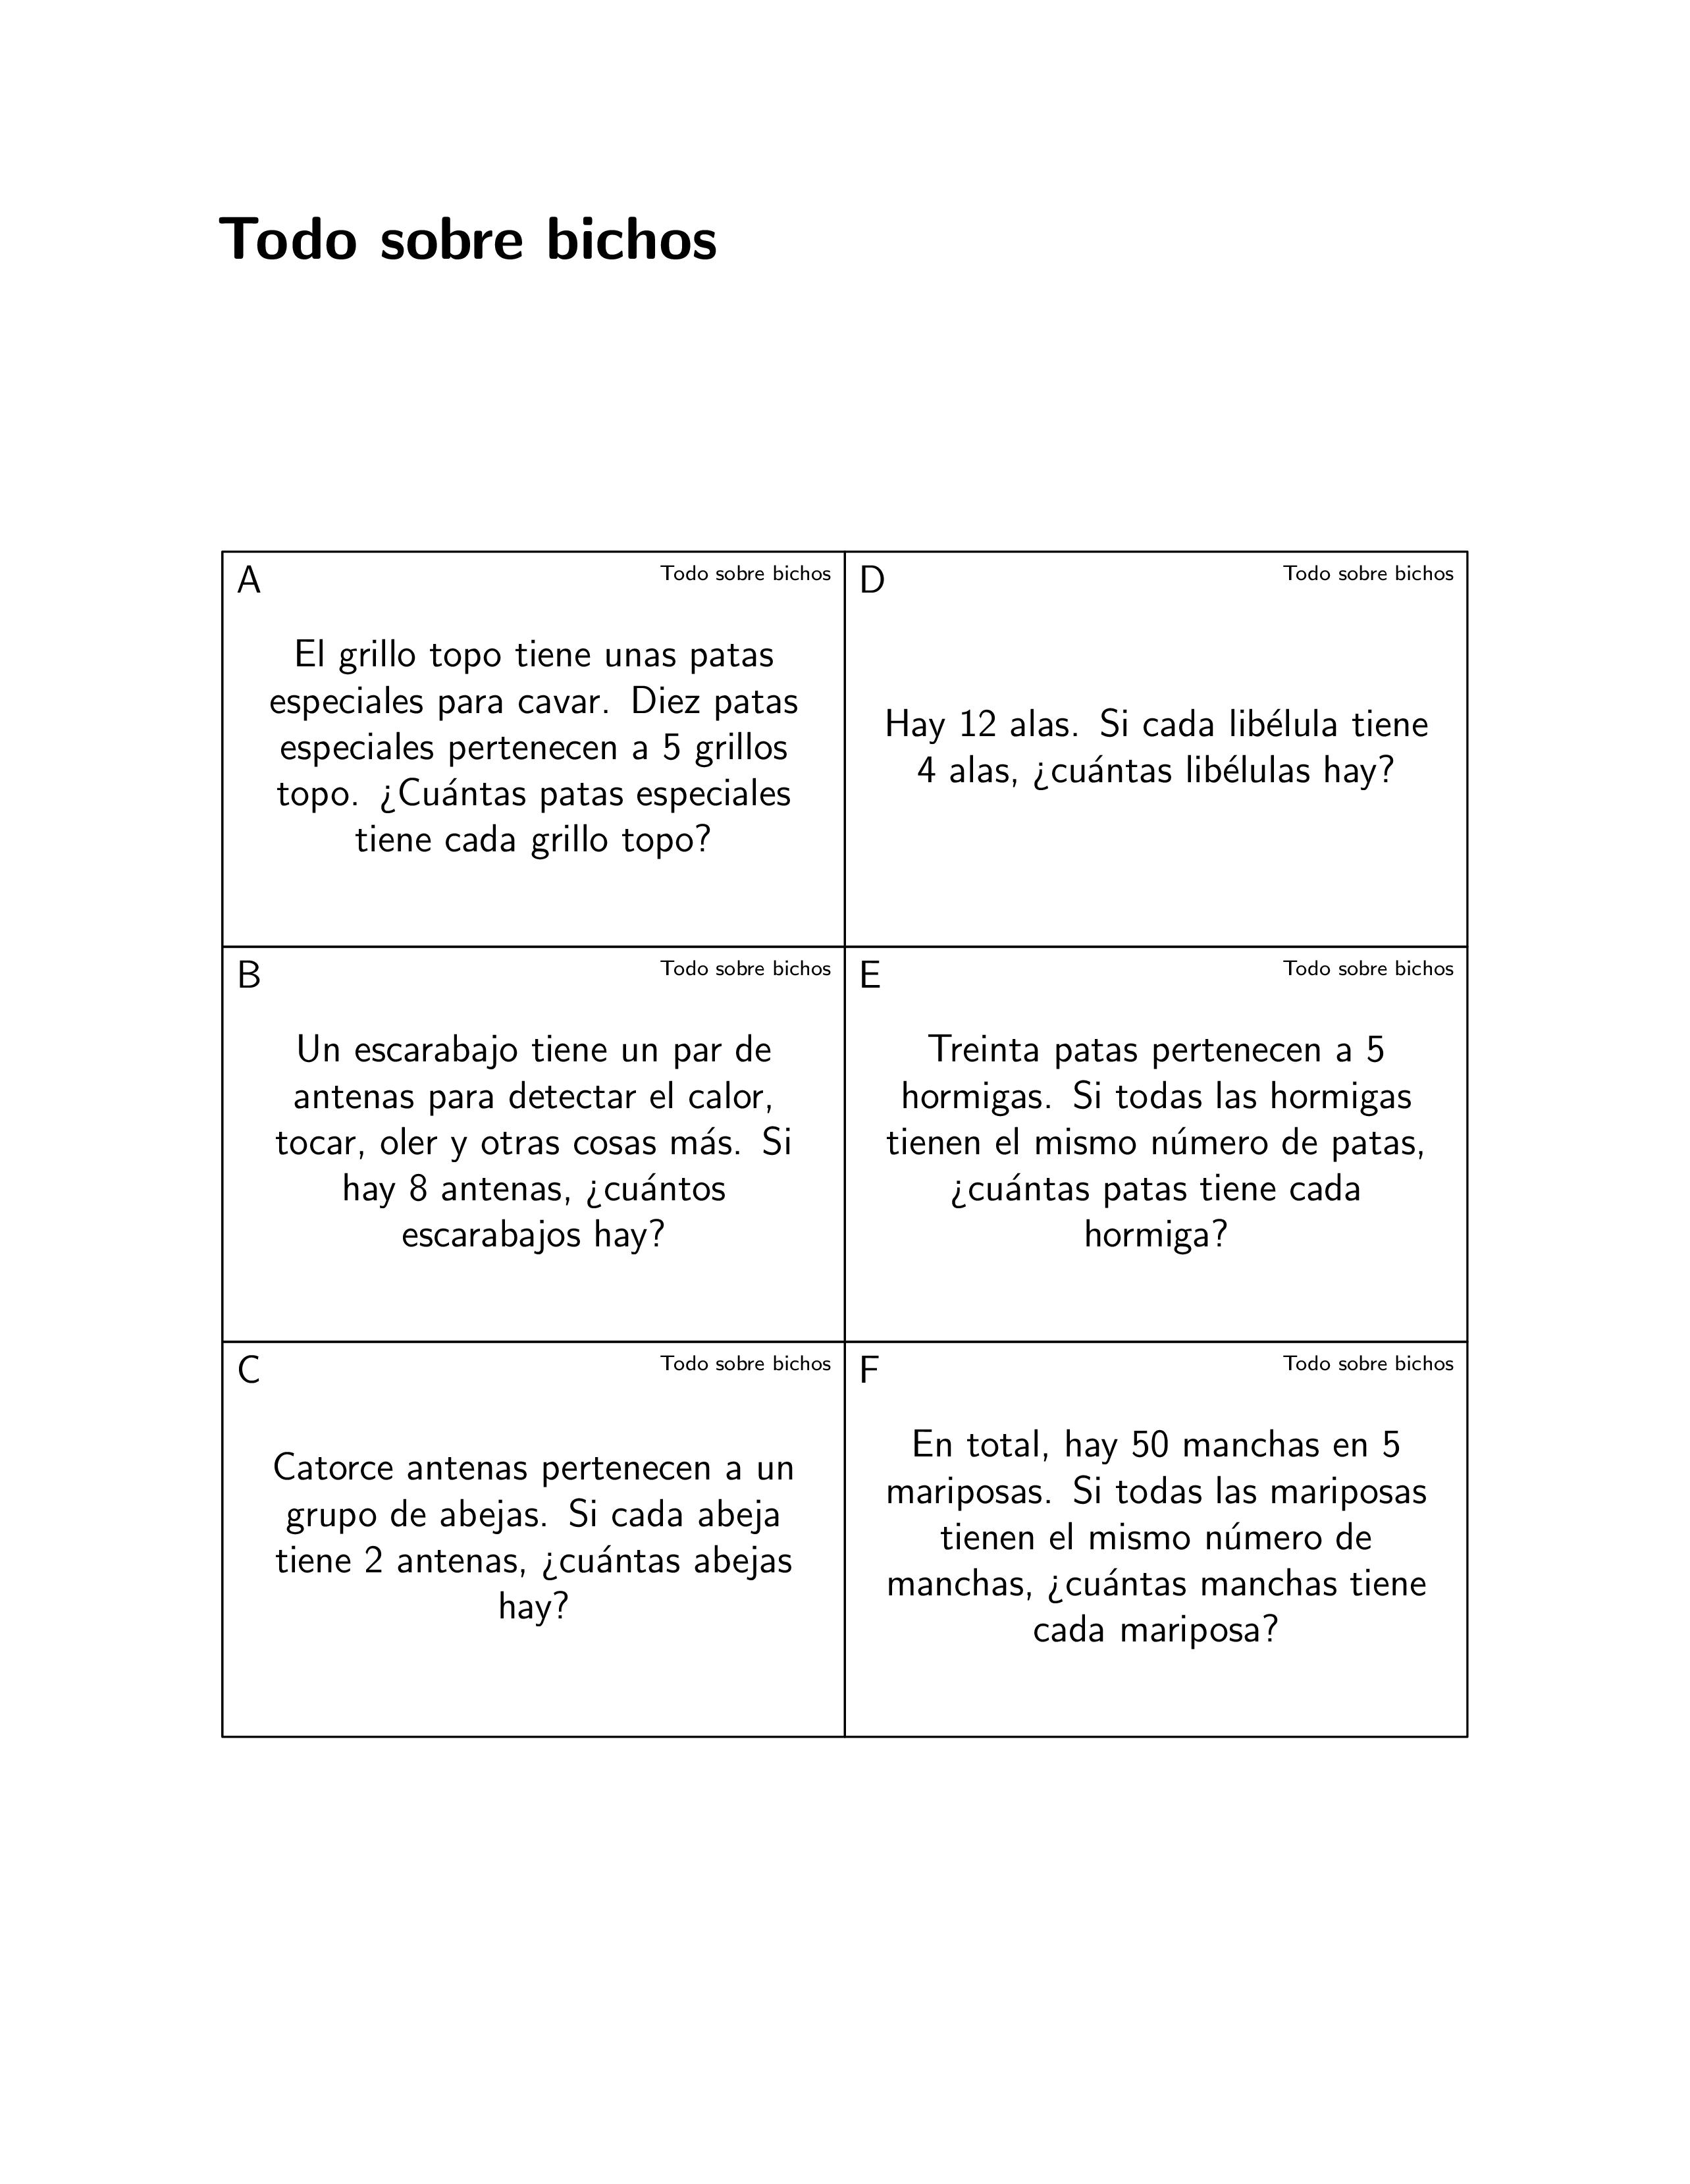 Todo sobre bichos
A
Todo sobre bichos
El grillo topo tiene unas patas
especiales para cavar. Diez patas
especiales pertenecen a 5 grillos
topo. ¿Cuántas patas especiales
tiene cada grillo topo?
D
Todo sobre bichos
Hay 12 alas. Si cada libélula tiene
4 alas, ¿cuántas libélulas hay?
B
Todo sobre bichos
Un escarabajo tiene un par de
antenas para detectar el calor,
tocar, oler y otras cosas más. Si
hay 8 antenas, ¿cuántos
escarabajos hay?
E
Todo sobre bichos
Treinta patas pertenecen a 5
hormigas. Si todas las hormigas
tienen el mismo número de patas,
¿cuántas patas tiene cada
hormiga?
C
Todo sobre bichos
Catorce antenas pertenecen a un
grupo de abejas. Si cada abeja
tiene 2 antenas, ¿cuántas abejas
hay?
F
Todo sobre bichos
En total, hay 50 manchas en 5
mariposas. Si todas las mariposas
tienen el mismo número de
manchas, ¿cuántas manchas tiene
cada mariposa?